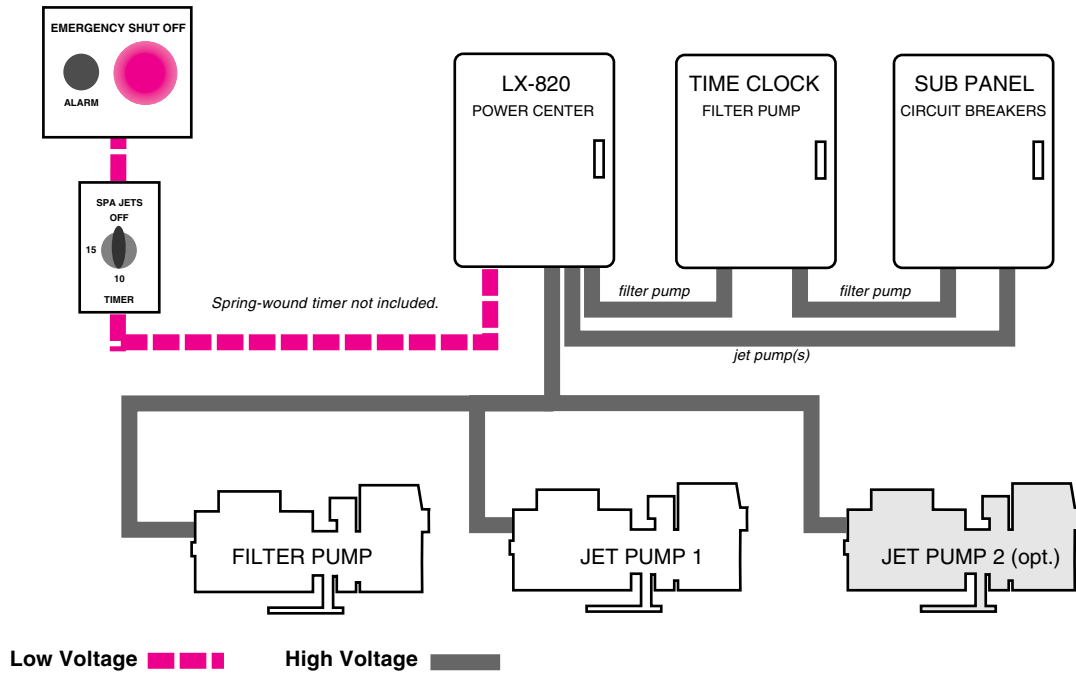 EMERGENCY SHUT OFF
ALARM
SPA JETS
OFF
15
10
TIMER
Spring-wound timer not included.
LX-820
POWER CENTER
TIME CLOCK
FILTER PUMP
SUB PANEL
CIRCUIT BREAKERS
filter pump
filter pump
jet pump(s)
FILTER PUMP
JET PUMP 1
JET PUMP 2 (opt.)
Low Voltage
High Voltage